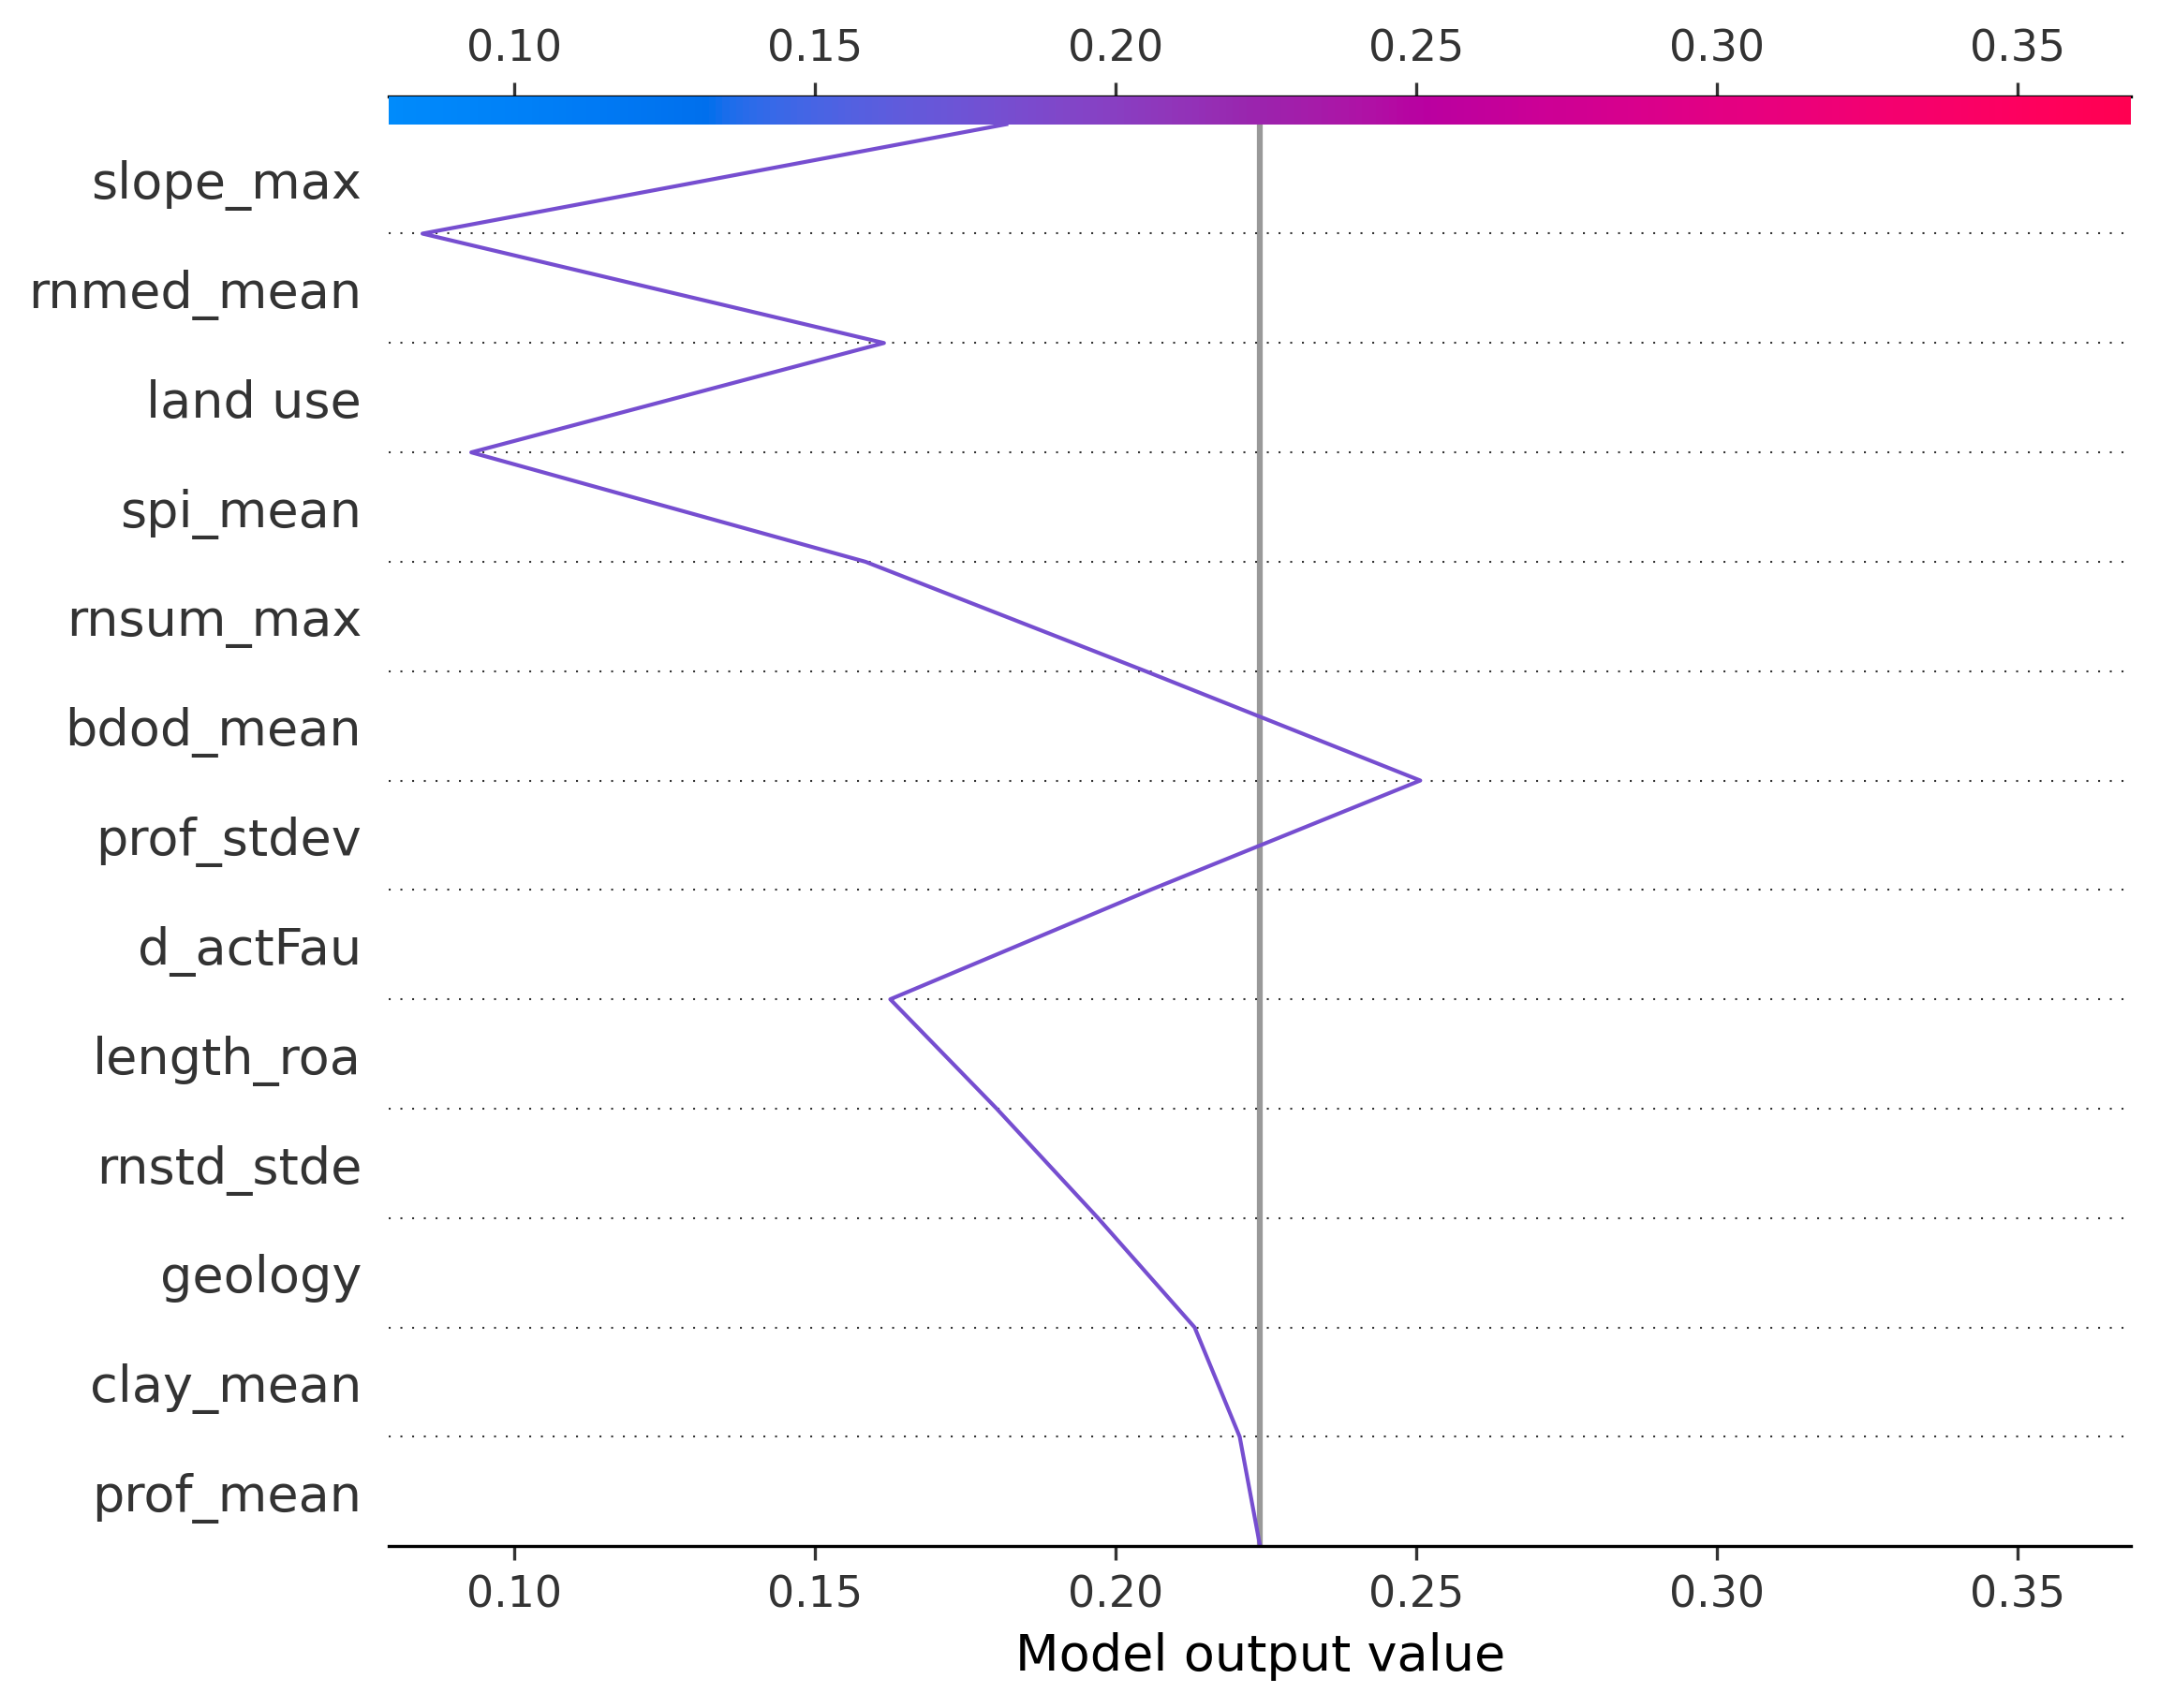 0.10 0.15 0.20 0.25 0.30 0.35
slope_max
rnmed_mean
land use
spi_mean
rnsum_max
bdod_mean
prof_stdev
d_actFau
length_roa
rnstd_stde
geology
clay_mean
prof_mean
0.10 0.15 0.20 0.25 0.30 0.35
Model output value